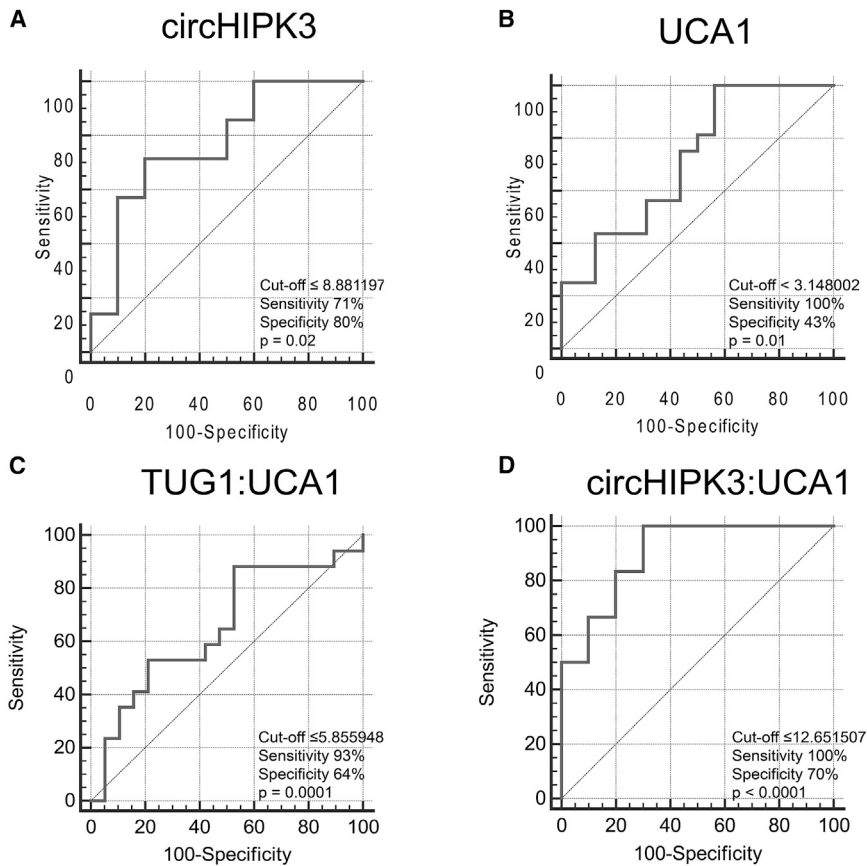 A
circHIPK3
100
80
60
40
20
0
Sensitivity
Cut-off ≤ 8.881197
Sensitivity 71%
Specificity 80%
p = 0.02
0 20 40 60 80 100
100-Specificity
B
UCA1
100
80
60
40
20
0
Sensitivity
Cut-off < 3.148002
Sensitivity 100%
Specificity 43%
p = 0.01
0 20 40 60 80 100
100-Specificity
C
TUG1:UCA1
100
80
60
40
20
0
Sensitivity
Cut-off ≤5.855948
Sensitivity 93%
Specificity 64%
p = 0.0001
0 20 40 60 80 100
100-Specificity
D
circHIPK3:UCA1
100
80
60
40
20
0
Sensitivity
Cut-off ≤12.651507
Sensitivity 100%
Specificity 70%
p < 0.0001
0 20 40 60 80 100
100-Specificity